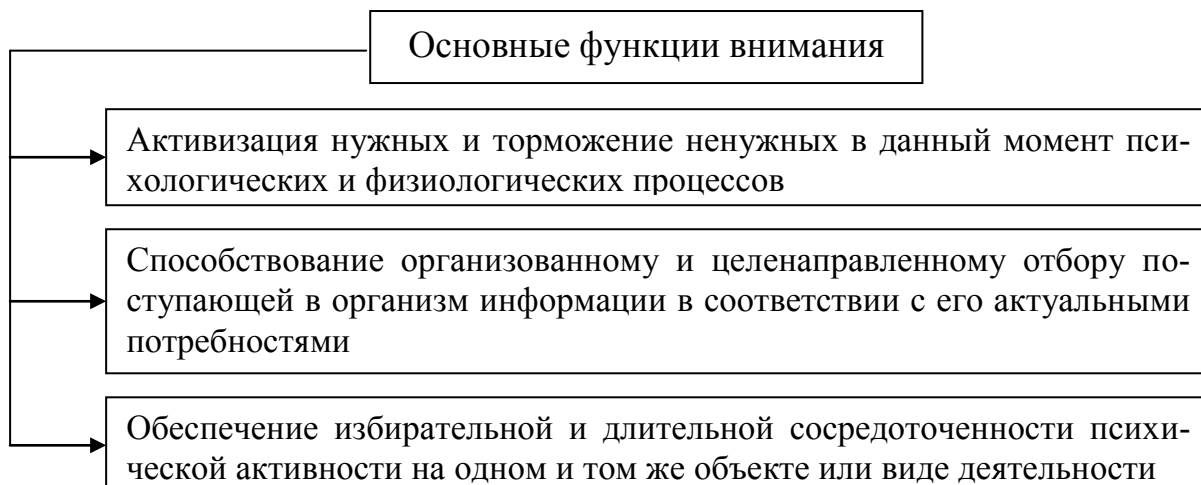 Основные функции внимания
Активизация нужных и торможение ненужных в данный момент пси-
хологических и физиологических процессов
Способствование организованному и целенаправленному отбору по-
ступающей в организм информации в соответствии с его актуальными
потребностями
Обеспечение избирательной и длительной сосредоточенности психи-
ческой активности на одном и том же объекте или виде деятельности